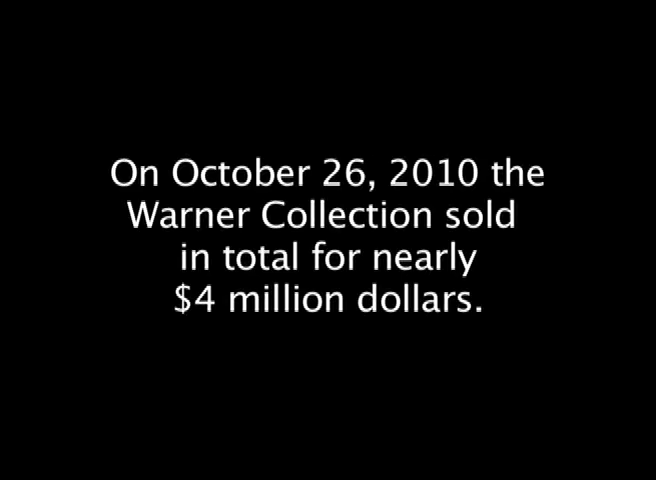 On October 26, 2010 the
Warner Collection sold
in total for nearly
$4 million dollars.